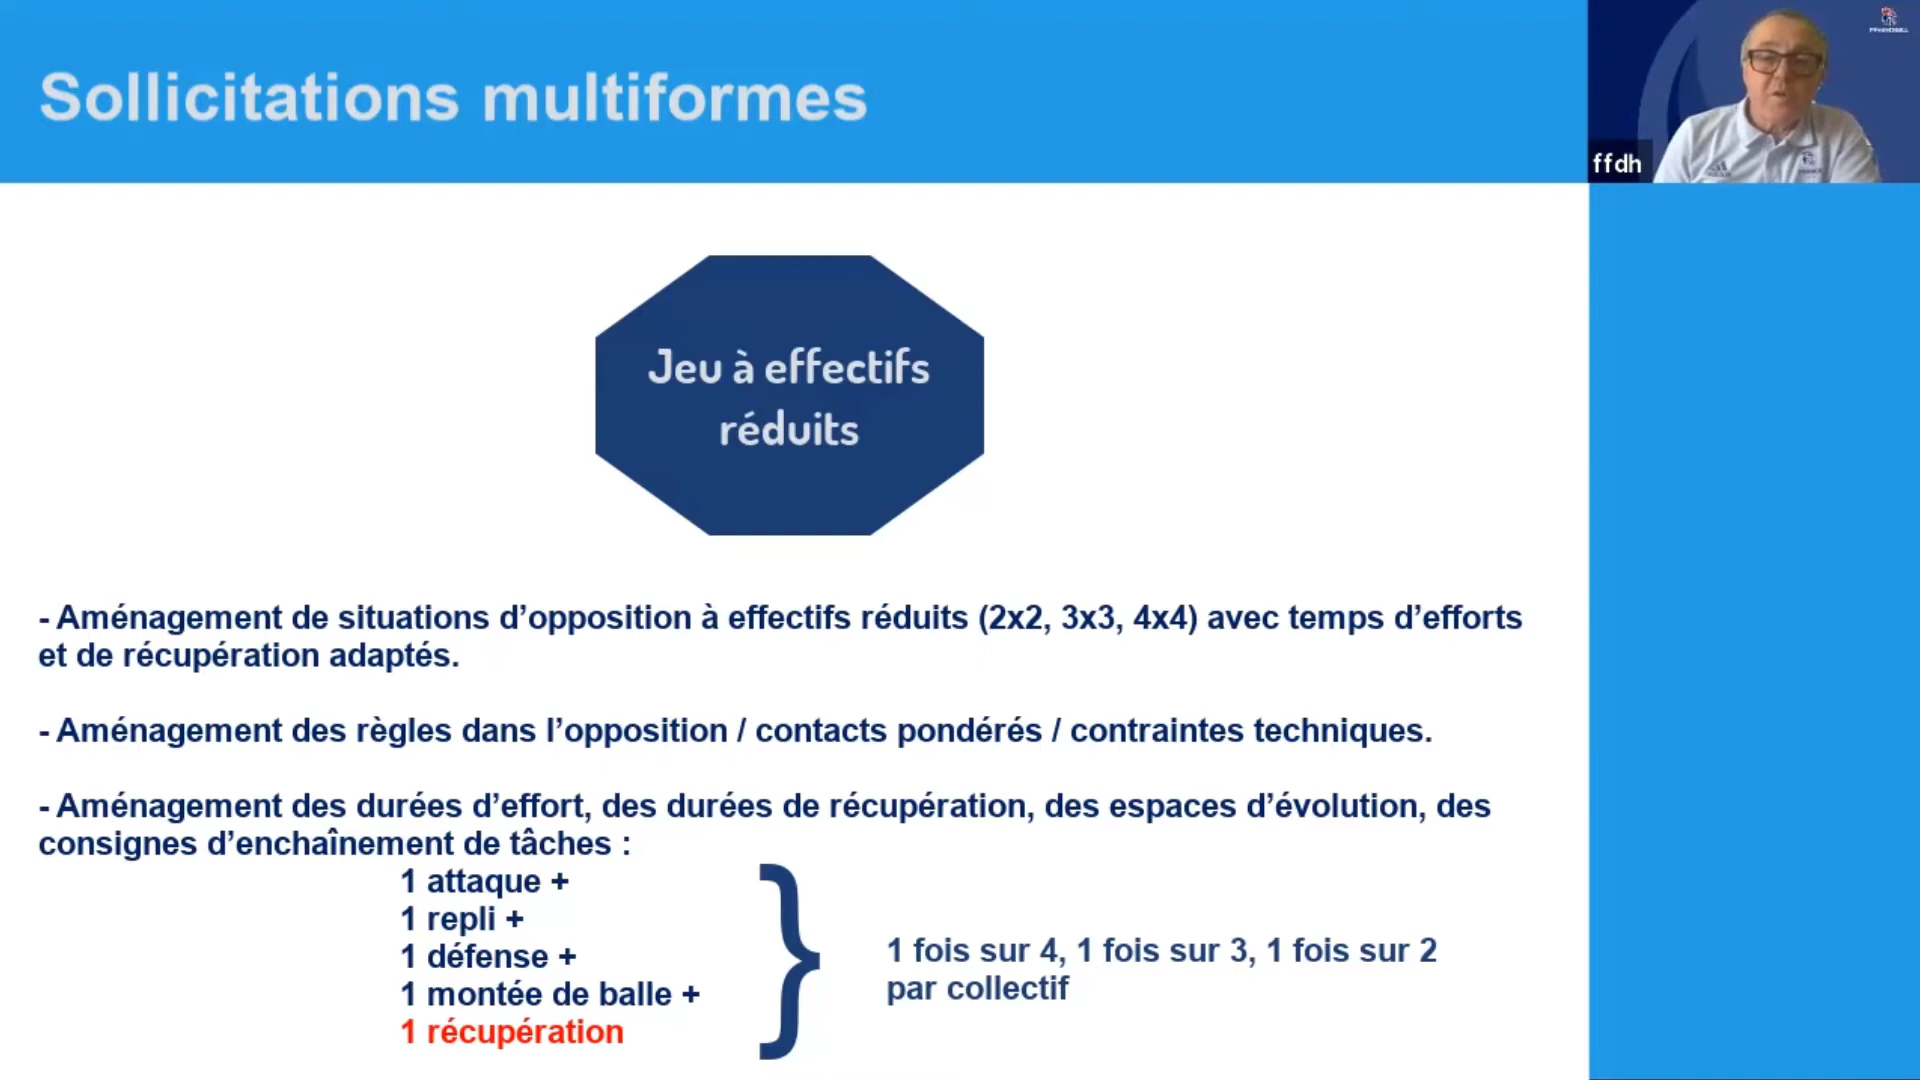 Sollicitations multiformes
FFHANDBALL
ffdh
Jeu à effectifs
réduits
- Aménagement de situations d’opposition à effectifs réduits (2x2, 3x3, 4x4) avec temps d’efforts
et de récupération adaptés.
- Aménagement des règles dans l’opposition / contacts pondérés / contraintes techniques.
- Aménagement des durées d’effort, des durées de récupération, des espaces d’évolution, des
consignes d’enchaînement de tâches :
1 attaque +
1 repli +
1 défense +
1 montée de balle +
1 récupération
1 fois sur 4, 1 fois sur 3, 1 fois sur 2
par collectif